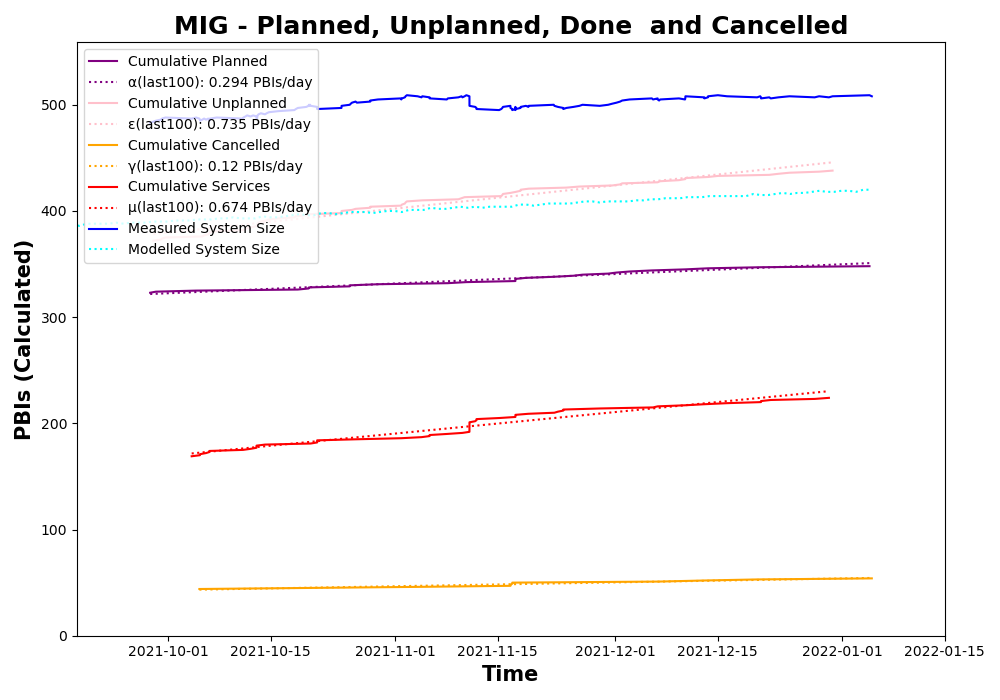 MIG - Planned, Unplanned, Done  and Cancelled
PBIs (Calculated)
500
400
300
200
100
0
Cumulative Planned
α(last100): 0.294 PBIs/day
Cumulative Unplanned
ε(last100): 0.735 PBIs/day
Cumulative Cancelled
γ(last100): 0.12 PBIs/day
Cumulative Services
μ(last100): 0.674 PBIs/day
Measured System Size
Modelled System Size
2021-10-01 2021-10-15 2021-11-01 2021-11-15 2021-12-01 2021-12-15 2022-01-01 2022-01-15
Time